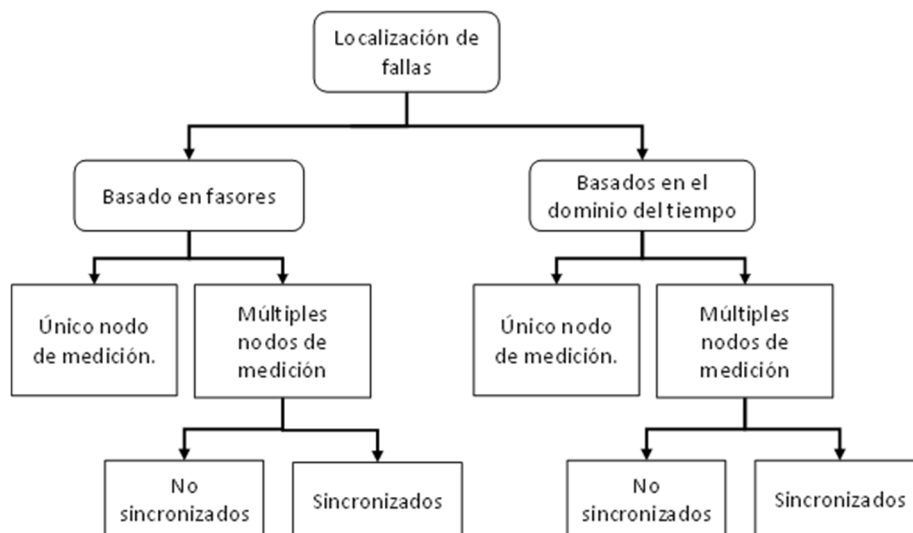 Localización de
fallas
Basado en fasores
Basados en el
dominio del tiempo
Único nodo
de medición.
Múltiples
nodos de
medición
Único nodo
de medición.
Múltiples
nodos de
medición
No
sincronizados
Sincronizados
No
sincronizados
Sincronizados